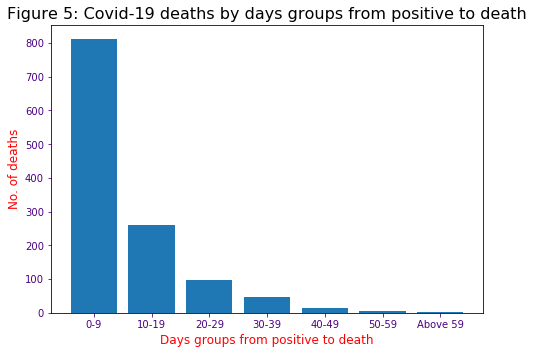 Figure 5: Covid-19 deaths by days groups from positive to death
800
700
600
500
400
300
200
100
0
No. of deaths
0-9 10-19 20-29 30-39 40-49 50-59 Above 59
Days groups from positive to death